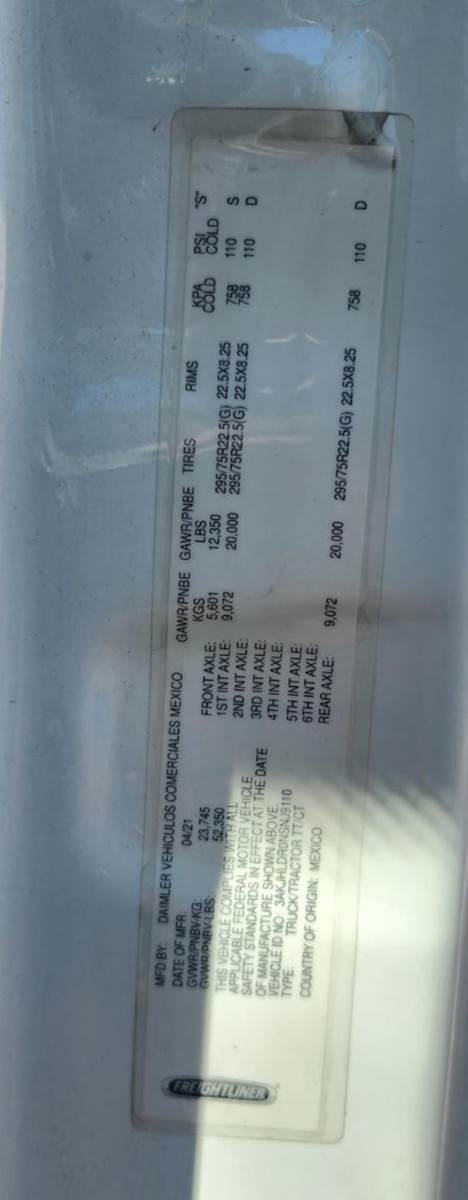 FREIGHTLINER
MFD BY: DAIMLER VEHICULOS COMERCIALES MEXICO
DATE OF MFR. 04/21
GVWR/PNBV-KG: 23,745
GVWR/PNBV-LBS: 52,350
THIS VEHICLE COMPLIES WITH ALL
APPLICABLE FEDERAL MOTOR VEHICLE
SAFETY STANDARDS IN EFFECT AT THE DATE
OF MANUFACTURE SHOWN ABOVE.
VEHICLE ID NO 3AKJHLDR0NSNJ9110
TYPE. TRUCK/TRACTOR TT/CT
COUNTRY OF ORIGIN: MEXICO
GAWR/PNBE GAWR/PNBE TIRES RIMS KPA PSI "S"
KGS LBS COLD COLD
FRONT AXLE: 5,601 12,350 295/75R22.5(G) 22.5X8.25 758 110 S
1ST INT AXLE: 9,072 20,000 295/75R22.5(G) 22.5X8.25 758 110 D
2ND INT AXLE:
3RD INT AXLE:
4TH INT AXLE:
5TH INT AXLE:
6TH INT AXLE:
REAR AXLE: 9,072 20,000 295/75R22.5(G) 22.5X8.25 758 110 D